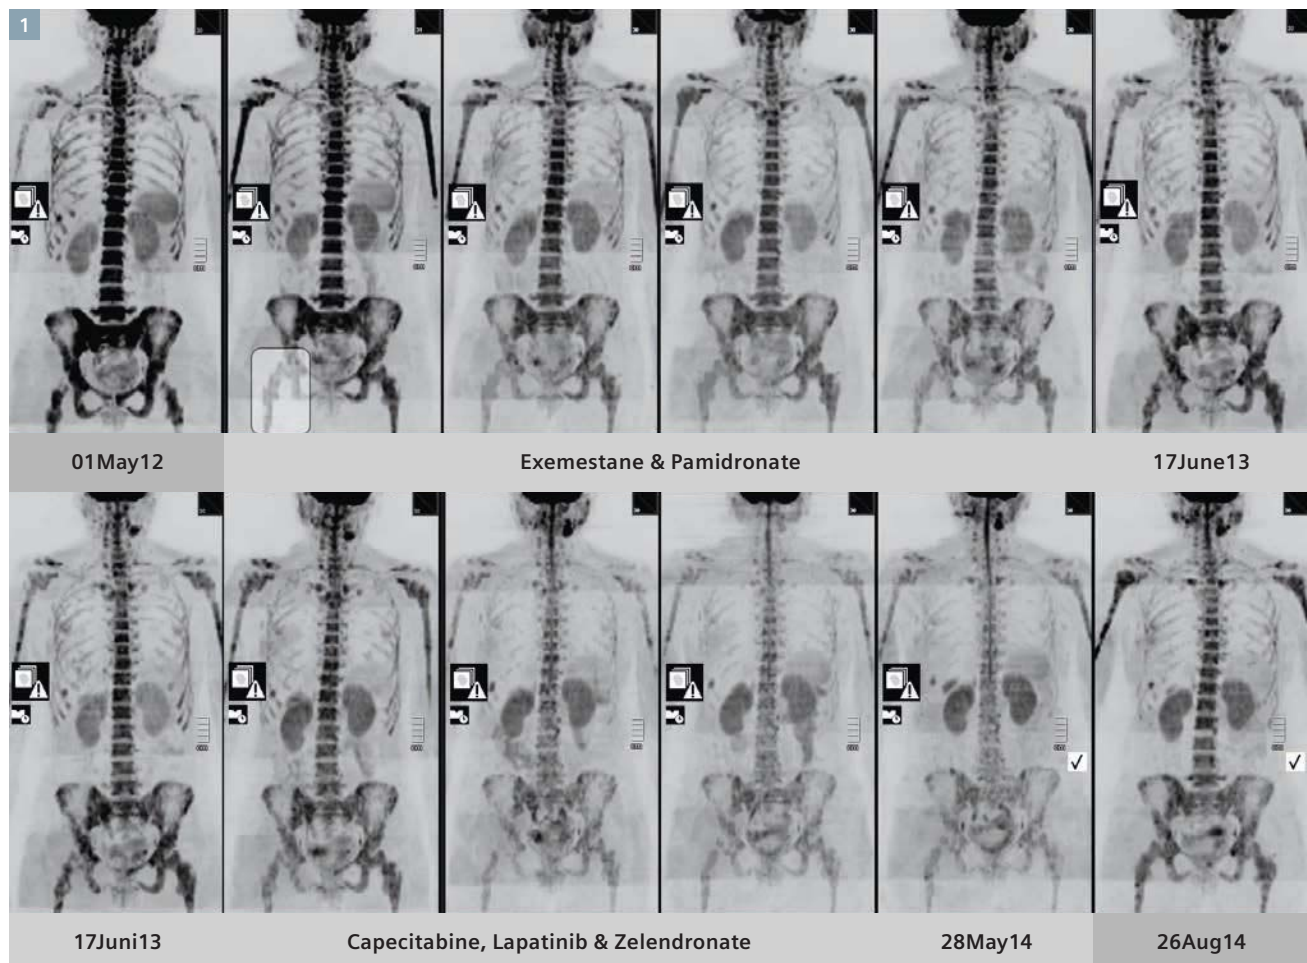 1
01May12
Exemestane & Pamidronate
17June13
17Juni13
Capecitabine, Lapatinib & Zelendronate
28May14
26Aug14